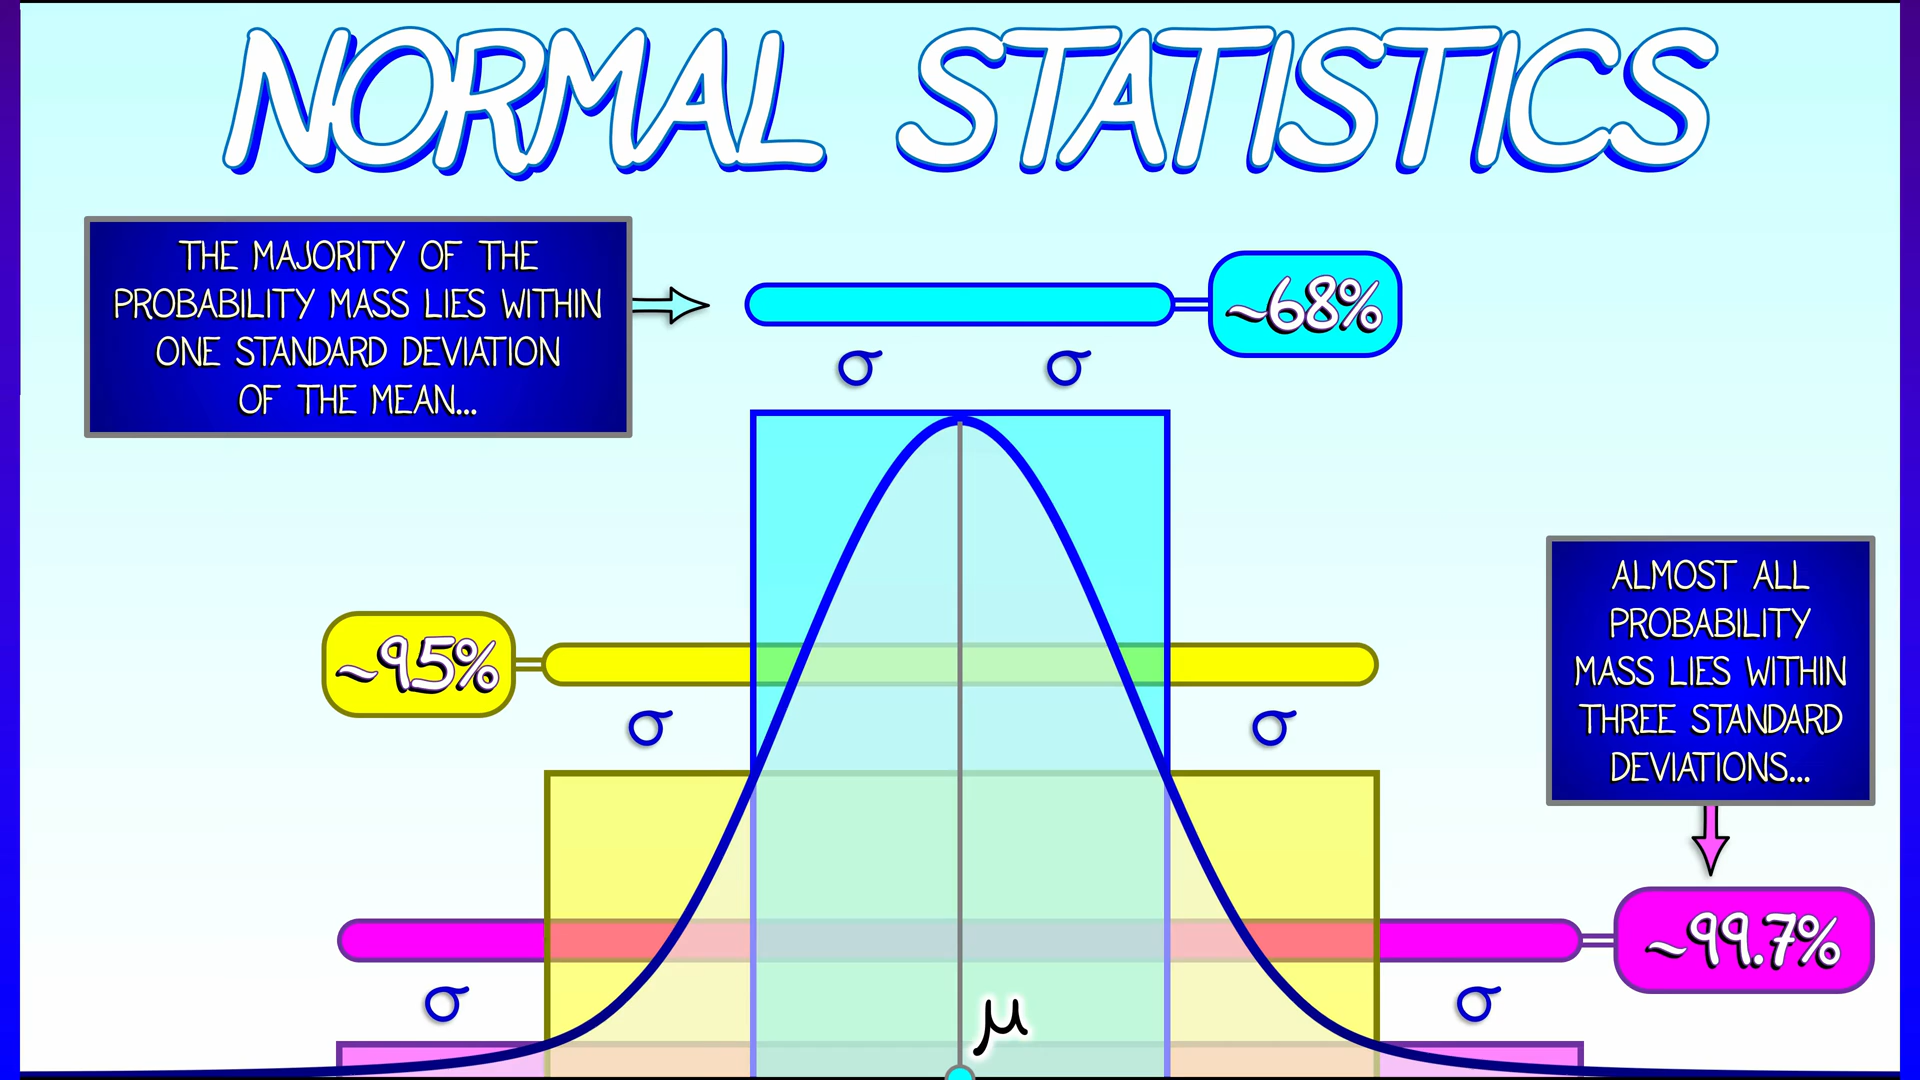 NORMAL STATISTICS
THE MAJORITY OF THE
PROBABILITY MASS LIES WITHIN
ONE STANDARD DEVIATION
OF THE MEAN...
~68%
σ σ
ALMOST ALL
PROBABILITY
MASS LIES WITHIN
THREE STANDARD
DEVIATIONS...
~95%
σ σ
~99.7%
σ σ
μ